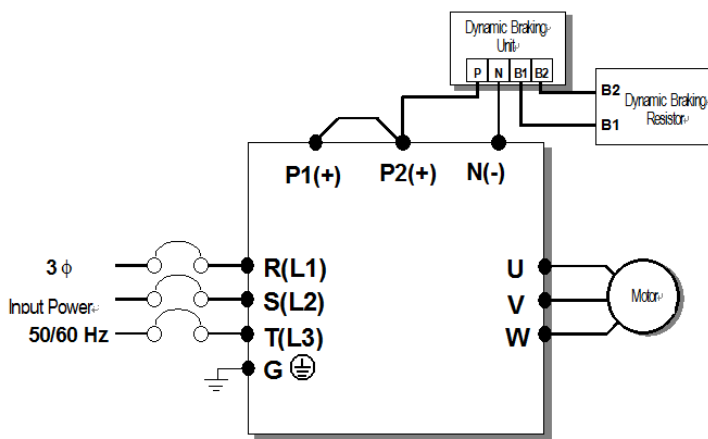 Dynamic Braking
Unit
P N B1 B2
B2
Dynamic Braking
Resistor
B1
P1(+) P2(+) N(-)
3 ϕ
R(L1)
U
Input Power
S(L2)
V
Motor
50/60 Hz
T(L3)
W
G